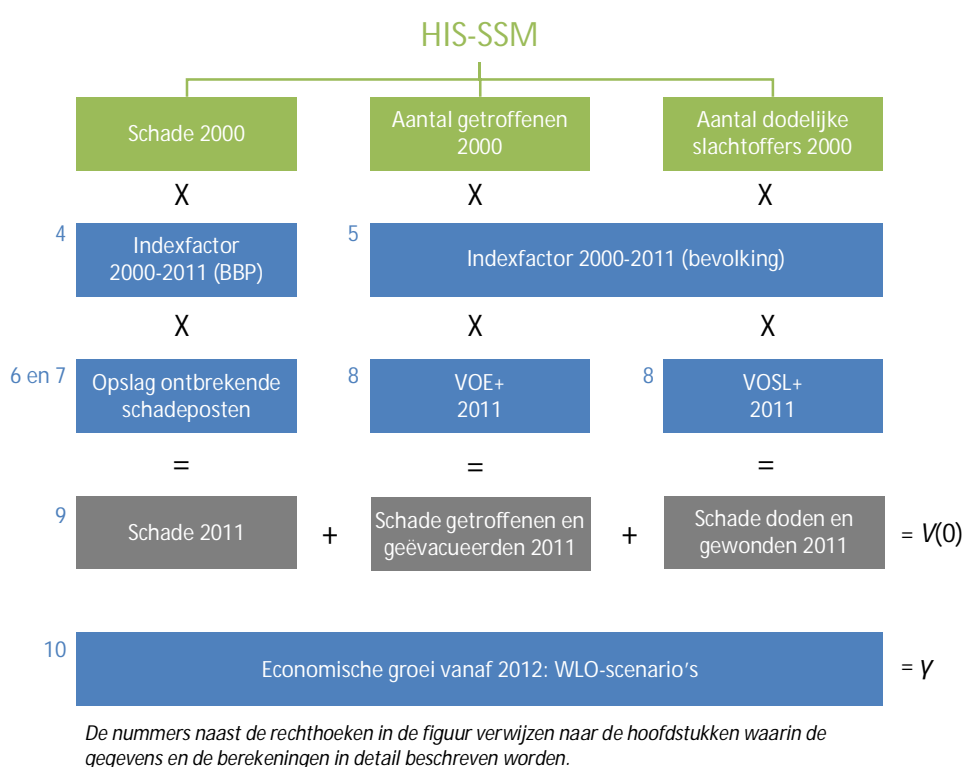 HIS-SSM
Schade 2000
Aantal getroffenen
2000
Aantal dodelijke
slachtoffers 2000
X X X
4
Indexfactor
2000-2011 (BBP)
5
Indexfactor 2000-2011 (bevolking)
X X X
6 en 7
Opslag ontbrekende
schadeposten
8
VOE+
2011
8
VOSL+
2011
= = =
9
Schade 2011
+
Schade getroffenen en
geëvacueerden 2011
+
Schade doden en
gewonden 2011
= V(0)
10
Economische groei vanaf 2012: WLO-scenario's
= γ
De nummers naast de rechthoeken in de figuur verwijzen naar de hoofdstukken waarin de
gegevens en de berekeningen in detail beschreven worden.